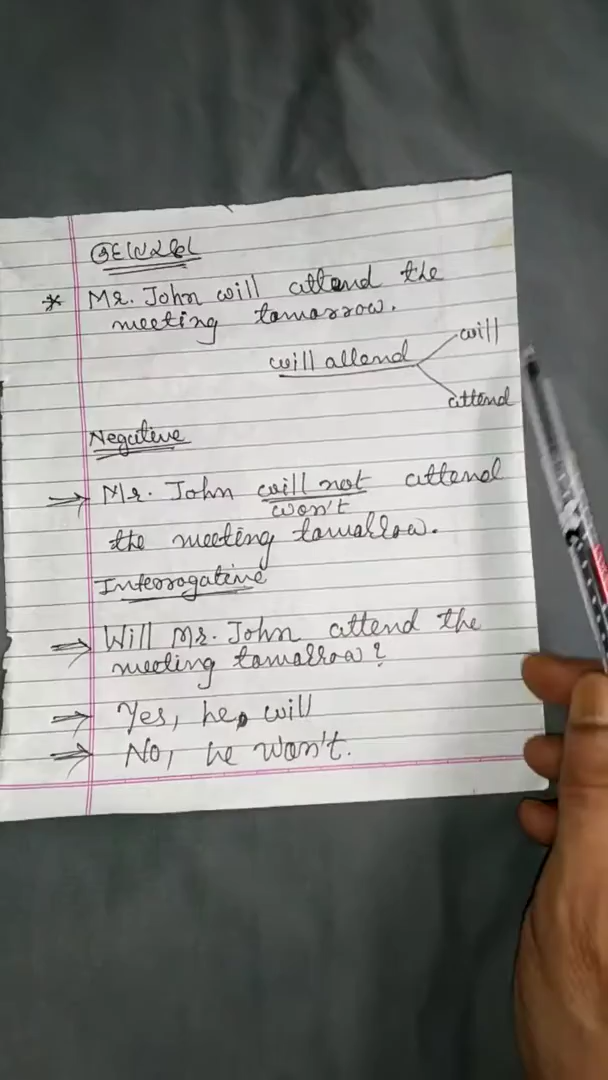 * Mr. John will attend the
meeting tomorrow.
will attend
will
attend
Negative
Mr. John will not attend
won't
the meeting tomorrow.
Interrogative
Will Mr. John attend the
meeting tomorrow?
Yes, he will
No, he won't.